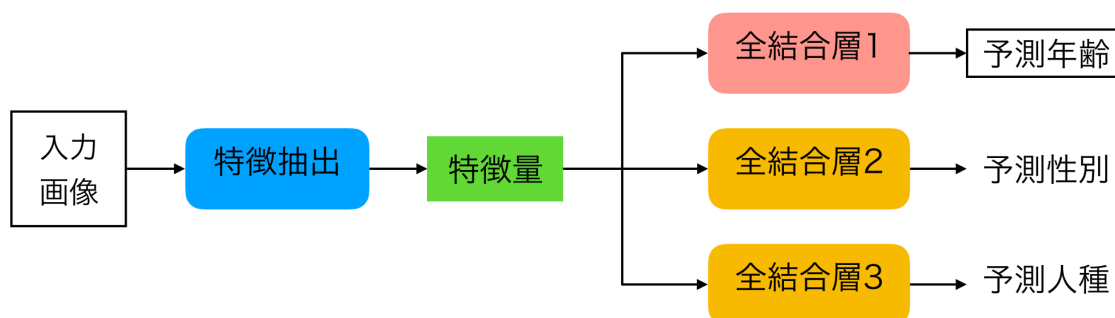 入力
画像
特徴抽出
特徴量
全結合層1
予測年齢
全結合層2
予測性別
全結合層3
予測人種